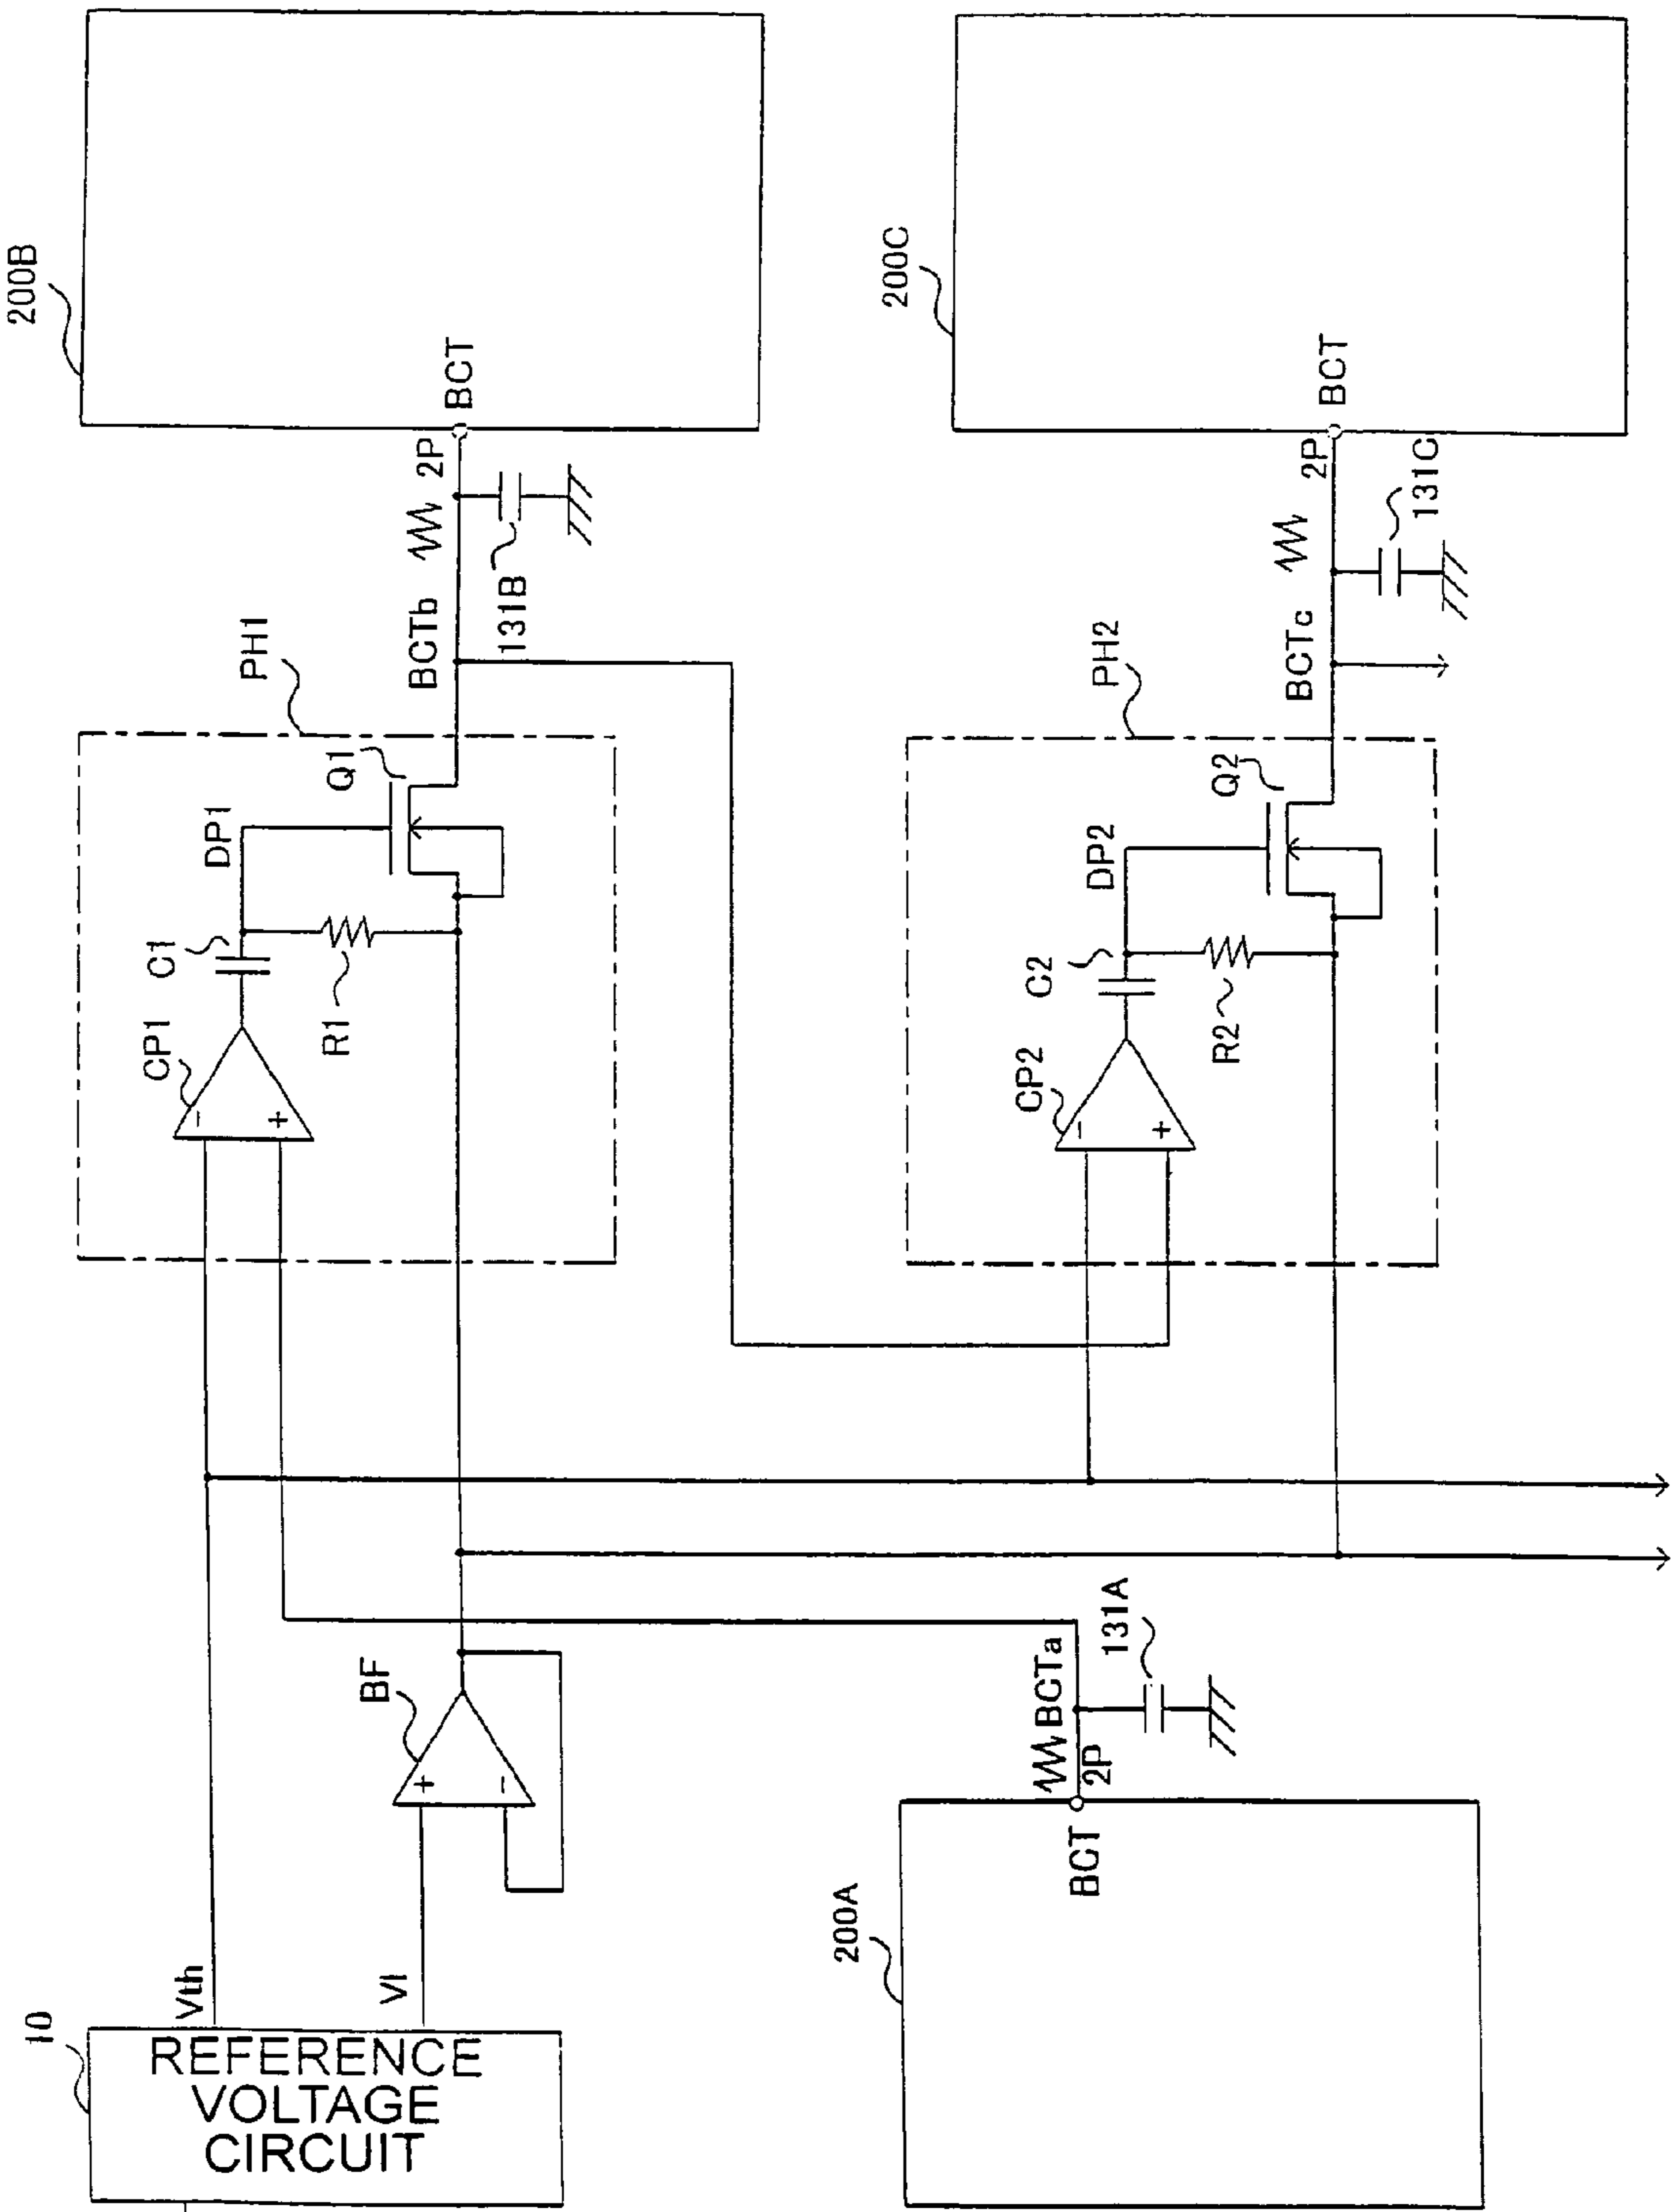 200B
BCT
2P
131B
BCTb
PH1
Q1
DP1
C1
R1
CP1
-
+
200C
BCT
2P
131C
BCTc
PH2
Q2
DP2
C2
R2
CP2
-
+
BF
+
-
Vth
Vl
10
REFERENCE
VOLTAGE
CIRCUIT
131A
BCTa
2P
BCT
200A